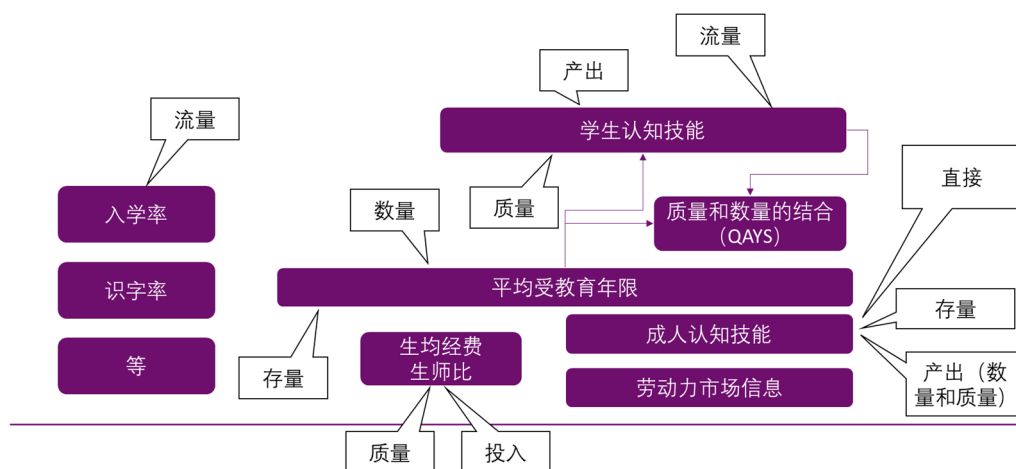 流量
产出
流量
学生认知技能
入学率
数量
质量
质量和数量的结合
（QAYS）
直接
识字率
平均受教育年限
存量
成人认知技能
等
存量
生均经费
生师比
劳动力市场信息
产出（数
量和质量）
质量
投入